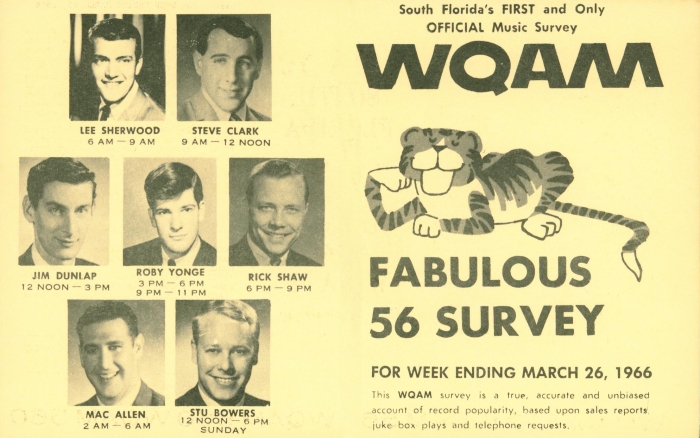 LEE SHERWOOD
6 AM — 9 AM
STEVE CLARK
9 AM — 12 NOON
JIM DUNLAP
12 NOON — 3 PM
ROBY YONGE
3 PM — 6 PM
9 PM — 11 PM
RICK SHAW
6 PM — 9 PM
MAC ALLEN
2 AM — 6 AM
STU BOWERS
12 NOON — 6 PM
SUNDAY
South Florida's FIRST and Only
OFFICIAL Music Survey
WQAM
FABULOUS
56 SURVEY
FOR WEEK ENDING MARCH 26, 1966
This WQAM survey is a true, accurate and unbiased
account of record popularity, based upon sales reports
juke box plays and telephone requests.